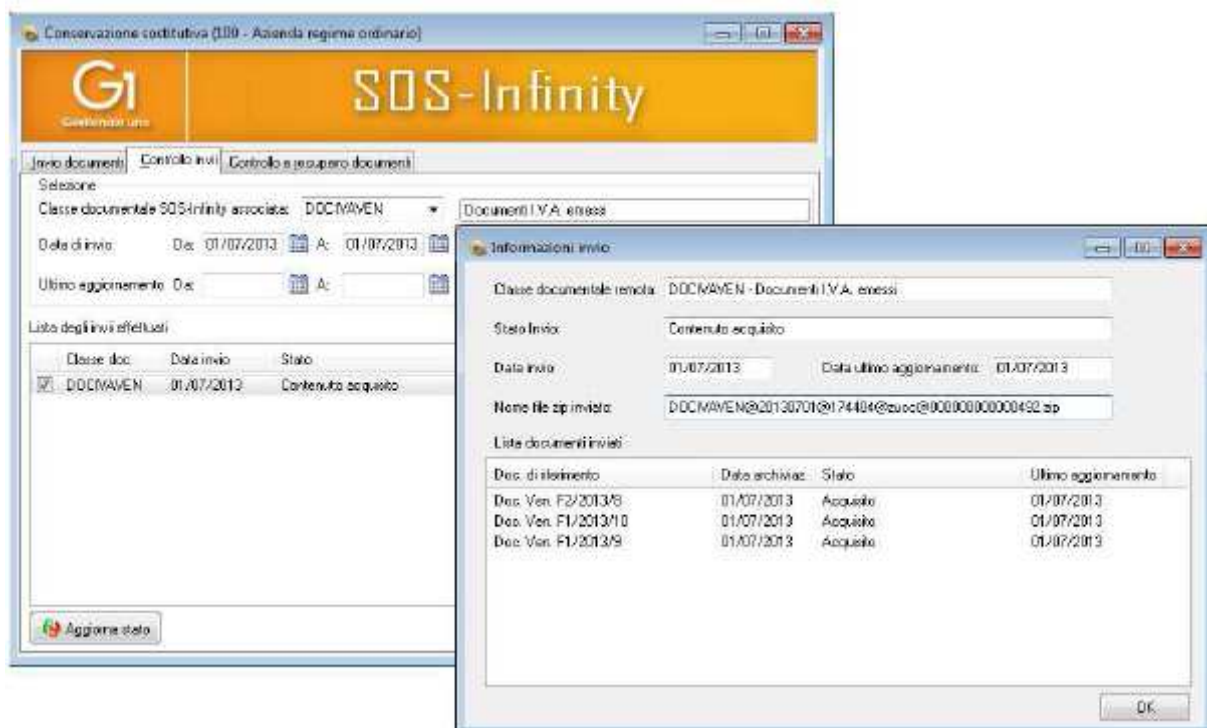 Conservazione sostitutiva (100 - Azienda regime ordinario)
G1
Gestionale uno
SOS-Infinity
Invio documenti Controllo invii Controllo e recupero documenti
Selezione
Classe documentale SOS-Infinity associata: DOCIVAVEN Documenti I.V.A. emessi
Data di invio: Da: 01/07/2013 A: 01/07/2013
Ultimo aggiornamento Da: A:
Lista degli invii effettuati
Classe doc. Data invio Stato
DOCIVAVEN 01/07/2013 Contenuto acquisito
Aggiorna stato
Informazioni invio
Classe documentale remota: DOCIVAVEN - Documenti I.V.A. emessi
Stato Invio: Contenuto acquisito
Data invio 01/07/2013 Data ultimo aggiornamento: 01/07/2013
Nome file zip inviato:
Lista documenti inviati
Doc. di riferimento Data archiviaz. Stato Ultimo aggiornamento
Doc. Ven. F2/2013/8 01/07/2013 Acquisito 01/07/2013
Doc. Ven. F1/2013/10 01/07/2013 Acquisito 01/07/2013
Doc. Ven. F1/2013/9 01/07/2013 Acquisito 01/07/2013
OK